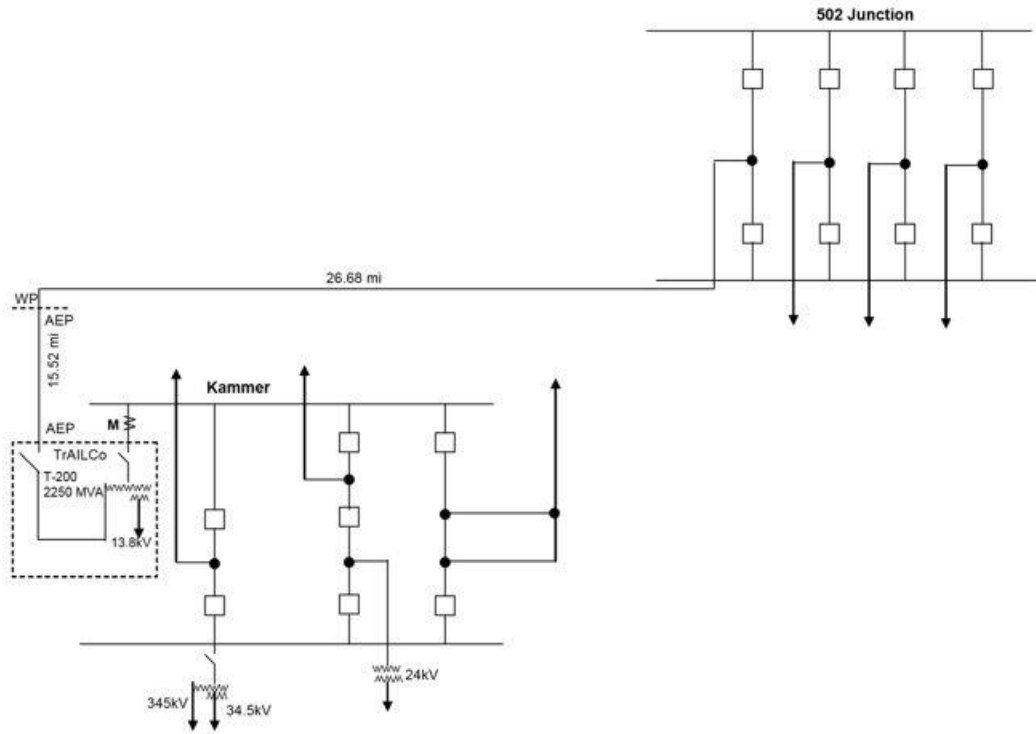 502 Junction
26.68 mi
WP
AEP
15.52 mi
Kammer
M
AEP
TrAILCo
T-200
2250 MVA
13.8kV
24kV
345kV
34.5kV